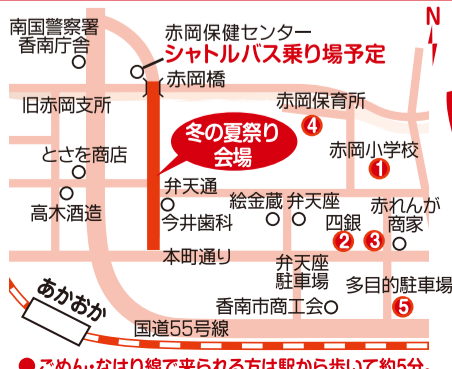 N
南国警察署
香南庁舎
赤岡保健センター
シャトルバス乗り場予定
赤岡橋
旧赤岡支所
赤岡保育所
4
冬の夏祭り
会場
赤岡小学校
1
とさを商店
弁天通
高木酒造
今井歯科
絵金蔵
弁天座
四銀
2
3
赤れんが
商家
本町通り
弁天座
駐車場
多目的駐車場
5
あかおか
香南市商工会
国道55号線
●ごめん・なはり線で来られる方は駅から歩いて約5分。